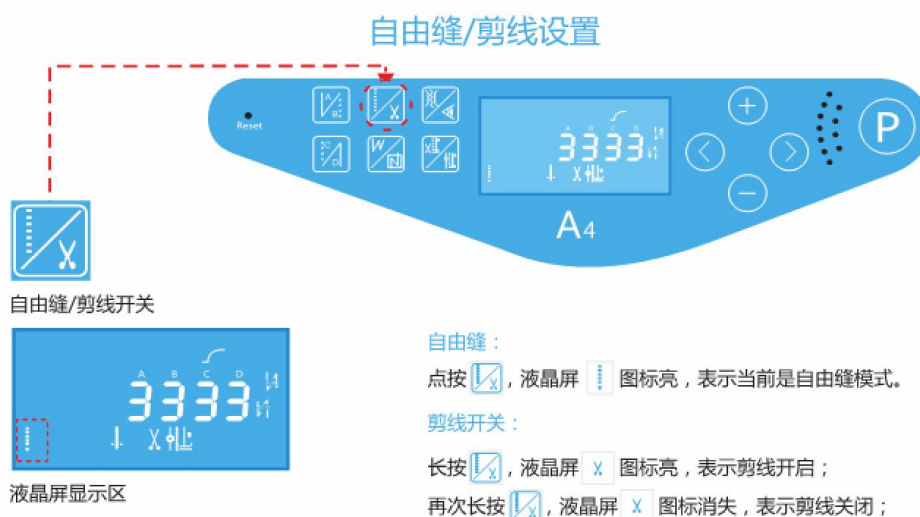 自由缝/剪线设置
Reset
A B
C D
W N
A B C D
3333
P
A4
自由缝/剪线开关
A B C D
3333
液晶屏显示区
自由缝：
点按，液晶屏 图标亮，表示当前是自由缝模式。
剪线开关：
长按，液晶屏 图标亮，表示剪线开启；
再次长按，液晶屏 图标消失，表示剪线关闭；